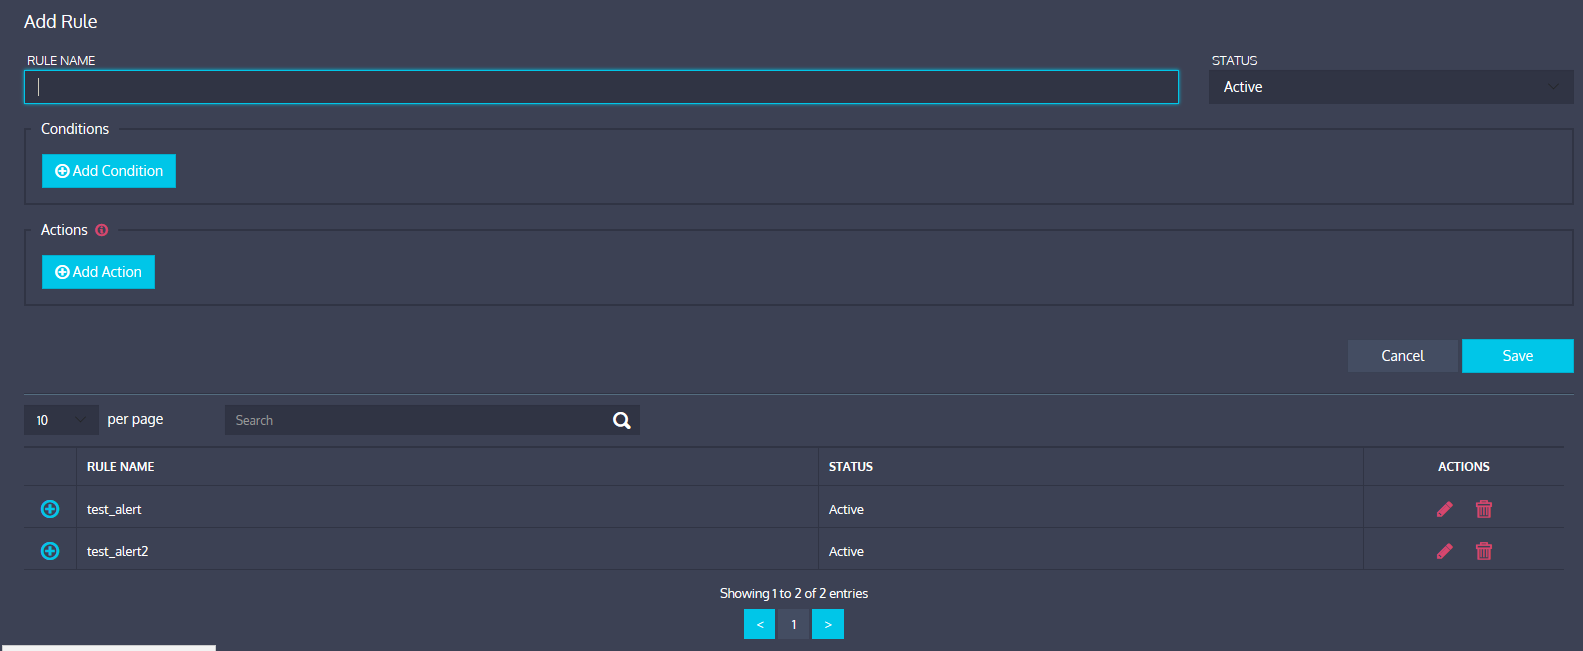 Add Rule
RULE NAME
STATUS
Active
Conditions
Add Condition
Actions
Add Action
Cancel
Save
10 per page
Search
RULE NAME STATUS ACTIONS
test_alert Active
test_alert2 Active
Showing 1 to 2 of 2 entries
< 1 >